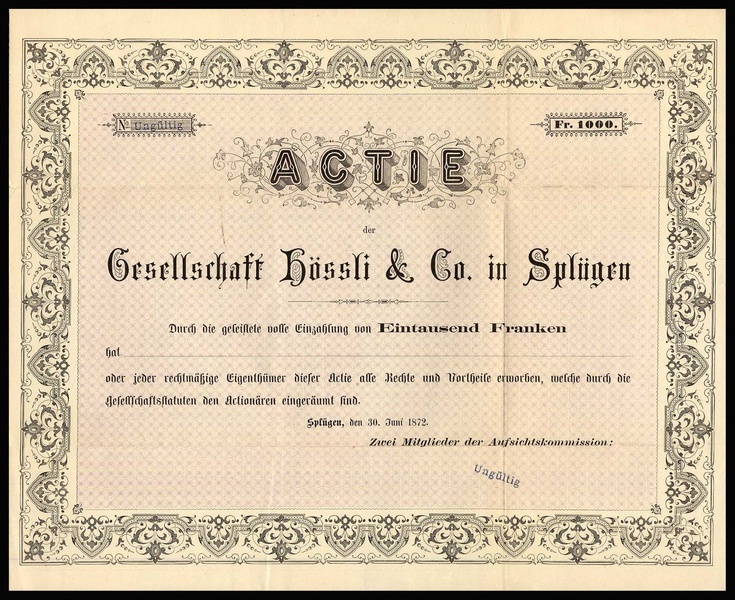 No Ungültig
Fr. 1000.
ACTIE
der
Gesellschaft Hössli & Co. in Splügen
Durch die geleistete volle Einzahlung von Eintausend Franken
hat
oder jeder rechtmäßige Eigenthümer dieser Actie alle Rechte und Vortheile erworben, welche durch die
Gesellschaftsstatuten den Actionären eingeräumt sind.
Splügen, den 30. Juni 1872.
Zwei Mitglieder der Aufsichtskommission:
Ungültig